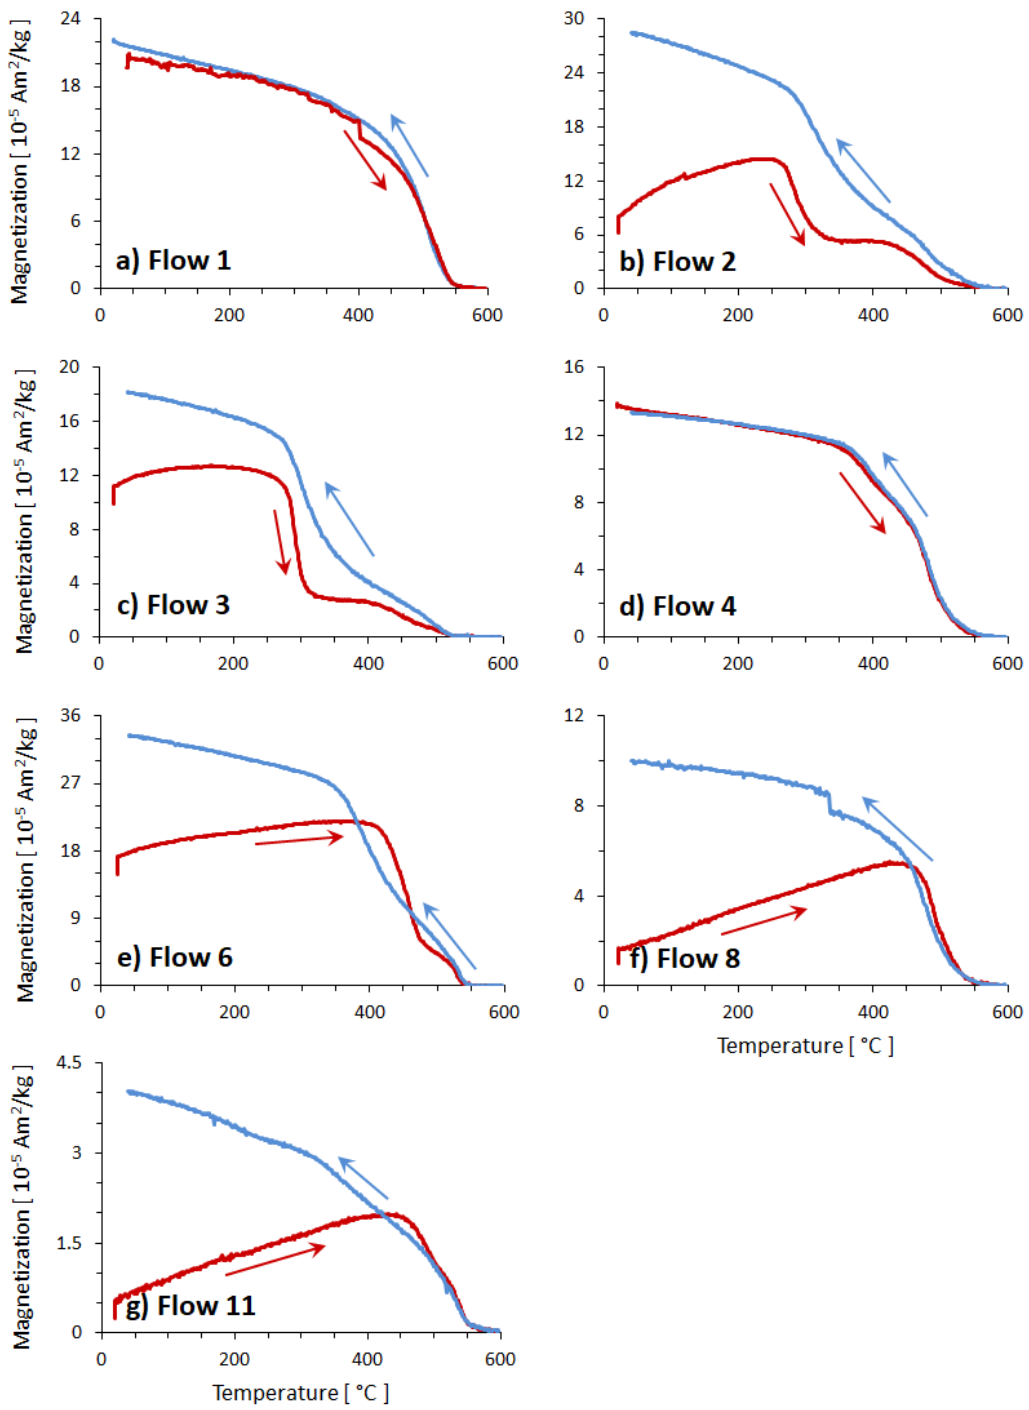 Magnetization [ 10⁻⁵ Am²/kg ]
24
18
12
6
0
a) Flow 1
0 200 400 600
30
24
18
12
6
0
b) Flow 2
0 200 400 600
Magnetization [ 10⁻⁵ Am²/kg ]
20
16
12
8
4
0
c) Flow 3
0 200 400 600
16
12
8
4
0
d) Flow 4
0 200 400 600
Magnetization [ 10⁻⁵ Am²/kg ]
36
27
18
9
0
e) Flow 6
0 200 400 600
12
8
4
0
f) Flow 8
0 200 400 600
Temperature [ °C ]
Magnetization [ 10⁻⁵ Am²/kg ]
4.5
3
1.5
0
g) Flow 11
0 200 400 600
Temperature [ °C ]